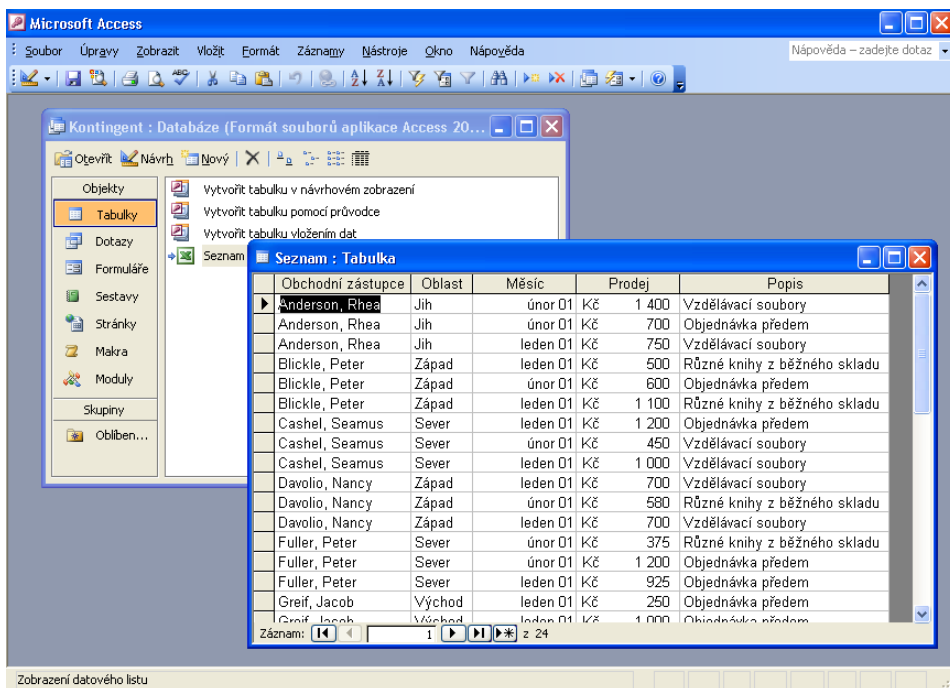 Microsoft Access
Soubor Úpravy Zobrazit Vložit Formát Záznamy Nástroje Okno Nápověda Nápověda – zadejte dotaz
Kontingent : Databáze (Formát souborů aplikace Access 20...
Otevřít Návrh Nový
Objekty
Tabulky
Dotazy
Formuláře
Sestavy
Stránky
Makra
Moduly
Skupiny
Oblíben...
Vytvořit tabulku v návrhovém zobrazení
Vytvořit tabulku pomocí průvodce
Vytvořit tabulku vložením dat
Seznam
Seznam : Tabulka
Obchodní zástupce Oblast Měsíc Prodej Popis
Anderson, Rhea Jih únor 01 Kč 1 400 Vzdělávací soubory
Anderson, Rhea Jih únor 01 Kč 700 Objednávka předem
Anderson, Rhea Jih leden 01 Kč 750 Vzdělávací soubory
Blickle, Peter Západ leden 01 Kč 500 Různé knihy z běžného skladu
Blickle, Peter Západ únor 01 Kč 600 Objednávka předem
Blickle, Peter Západ leden 01 Kč 1 100 Různé knihy z běžného skladu
Cashel, Seamus Sever leden 01 Kč 1 200 Objednávka předem
Cashel, Seamus Sever únor 01 Kč 450 Vzdělávací soubory
Cashel, Seamus Sever leden 01 Kč 1 000 Vzdělávací soubory
Davolio, Nancy Západ leden 01 Kč 700 Vzdělávací soubory
Davolio, Nancy Západ únor 01 Kč 580 Různé knihy z běžného skladu
Davolio, Nancy Západ leden 01 Kč 700 Vzdělávací soubory
Fuller, Peter Sever únor 01 Kč 375 Různé knihy z běžného skladu
Fuller, Peter Sever únor 01 Kč 1 200 Objednávka předem
Fuller, Peter Sever leden 01 Kč 925 Objednávka předem
Greif, Jacob Východ leden 01 Kč 250 Objednávka předem
Greif, Jacob Východ leden 01 Kč 1 000 Objednávka předem
Záznam: 1 z 24
Zobrazení datového listu